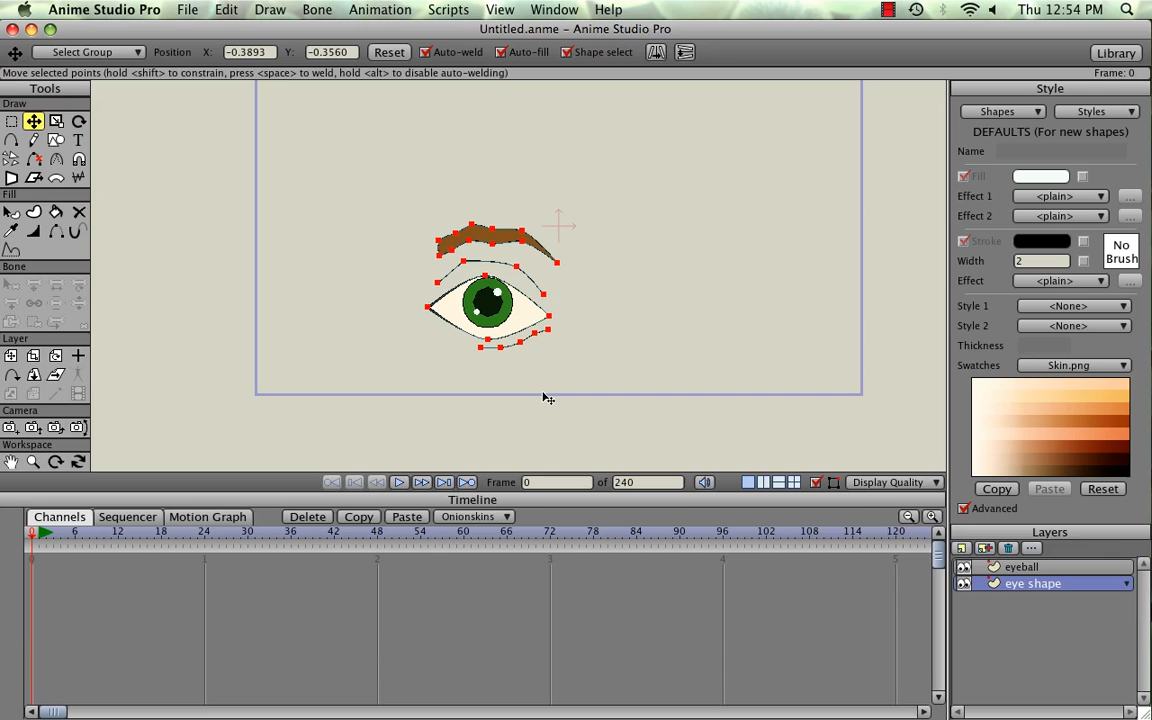 Anime Studio Pro File Edit Draw Bone Animation Scripts View Window Help Thu 12:54 PM
Untitled.anme - Anime Studio Pro
Select Group Position X: -0.3893 Y: -0.3560 Reset Auto-weld Auto-fill Shape select Library
Move selected points (hold <shift> to constrain, press <space> to weld, hold <alt> to disable auto-welding) Frame: 0
Tools
Draw
T
Fill
Bone
Layer
Camera
Workspace
Style
Shapes Styles
DEFAULTS (For new shapes)
Name
Fill
Effect 1 <plain> ...
Effect 2 <plain> ...
Stroke
No Brush
Width 2
Effect <plain>
Style 1 <None>
Style 2 <None>
Thickness
Swatches Skin.png
Copy Paste Reset
Advanced
Layers
eyeball
eye shape
Frame 0 of 240 Display Quality
Timeline
Channels Sequencer Motion Graph Delete Copy Paste Onionskins
0 6 12 18 24 30 36 42 48 54 60 66 72 78 84 90 96 102 108 114 120
0 1 2 3 4 5